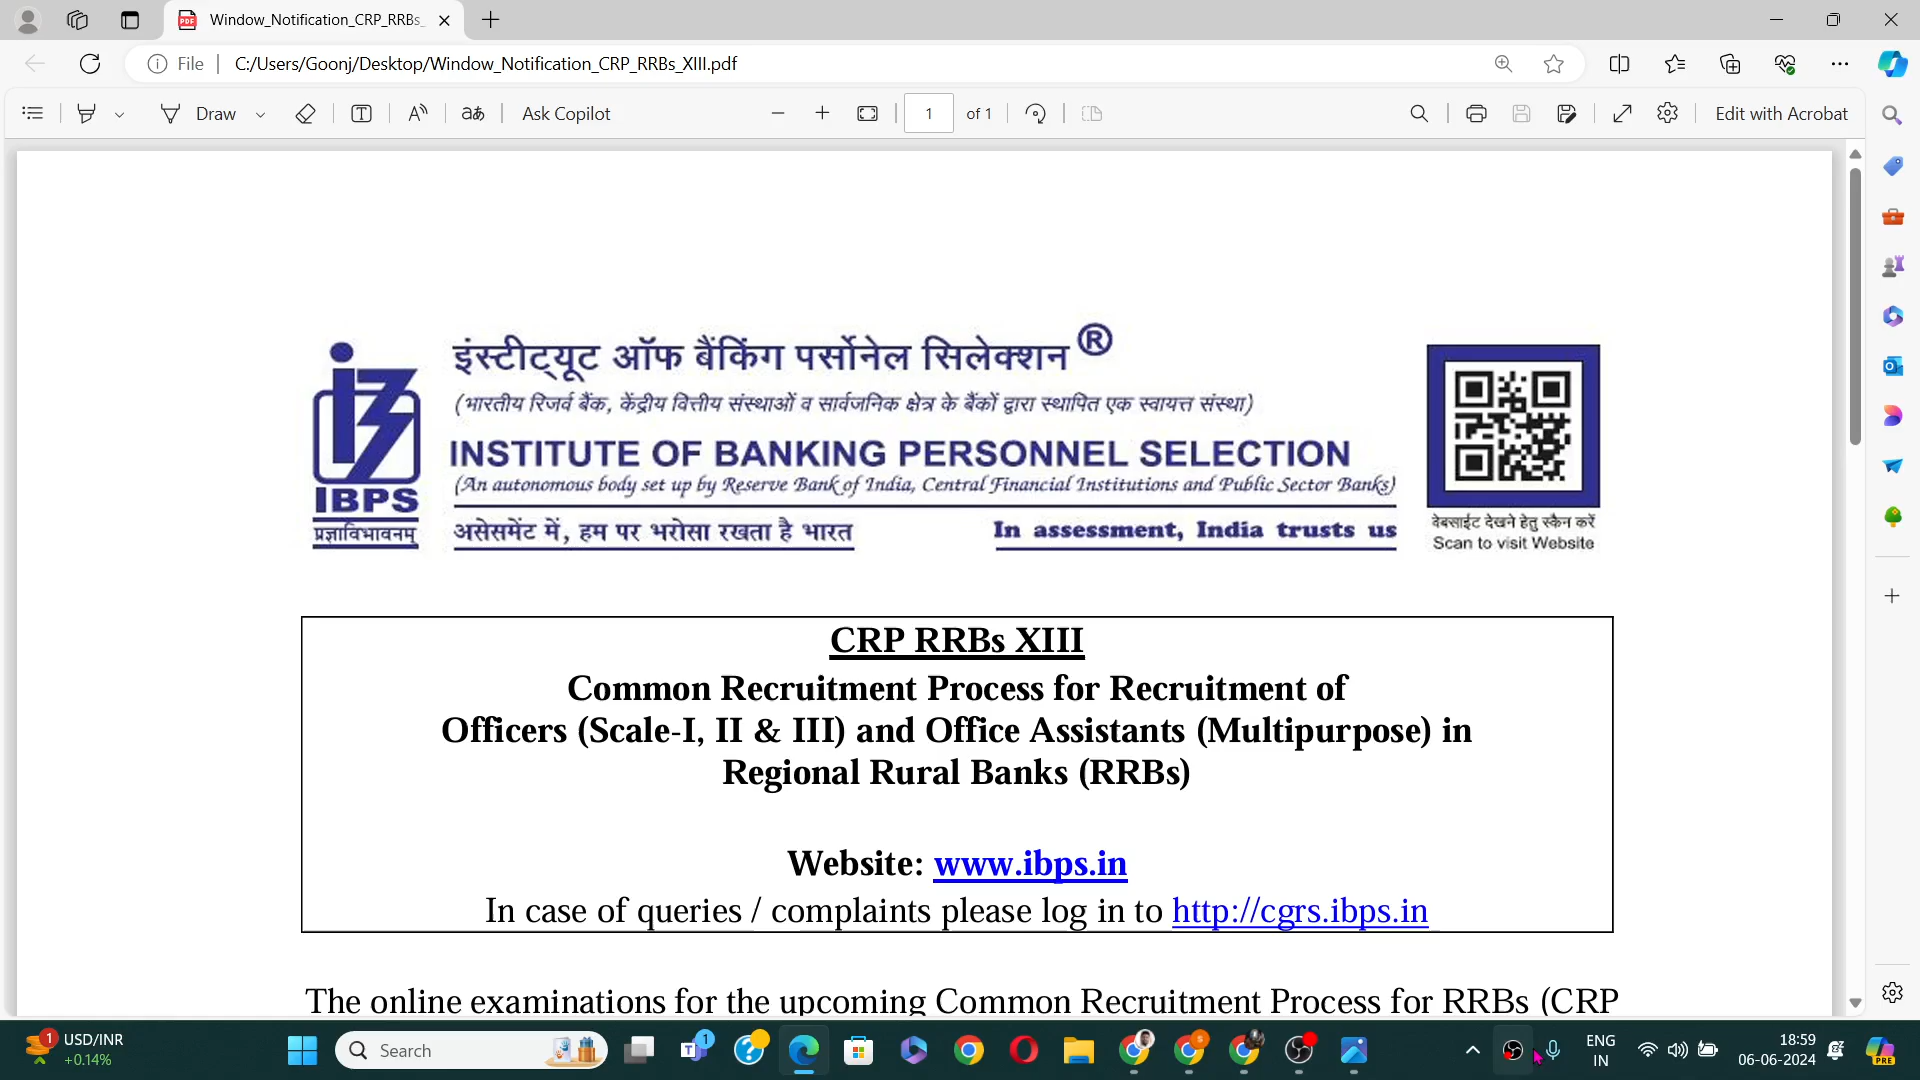 Window_Notification_CRP_RRBs_
File
C:/Users/Goonj/Desktop/Window_Notification_CRP_RRBs_XIII.pdf
Draw
Ask Copilot
1 of 1
Edit with Acrobat
इंस्टीट्यूट ऑफ बैंकिंग पर्सोनेल सिलेक्शन ®
(भारतीय रिजर्व बैंक, केंद्रीय वित्तीय संस्थाओं व सार्वजनिक क्षेत्र के बैंकों द्वारा स्थापित एक स्वायत्त संस्था)
INSTITUTE OF BANKING PERSONNEL SELECTION
(An autonomous body set up by Reserve Bank of India, Central Financial Institutions and Public Sector Banks)
IBPS
प्रज्ञाविभावनम्
असेसमेंट में, हम पर भरोसा रखता है भारत
In assessment, India trusts us
वेबसाईट देखने हेतु स्कैन करें
Scan to visit Website
CRP RRBs XIII
Common Recruitment Process for Recruitment of
Officers (Scale-I, II & III) and Office Assistants (Multipurpose) in
Regional Rural Banks (RRBs)
Website: www.ibps.in
In case of queries / complaints please log in to http://cgrs.ibps.in
The online examinations for the upcoming Common Recruitment Process for RRBs (CRP
1
USD/INR
+0.14%
Search
1
ENG
IN
18:59
06-06-2024
PRE